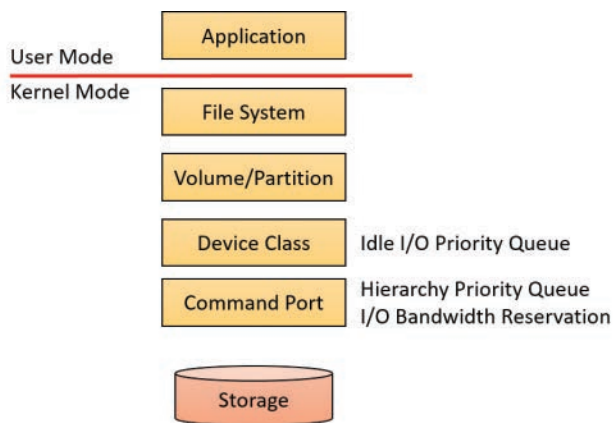 Application
User Mode
Kernel Mode
File System
Volume/Partition
Device Class
Idle I/O Priority Queue
Command Port
Hierarchy Priority Queue
I/O Bandwidth Reservation
Storage